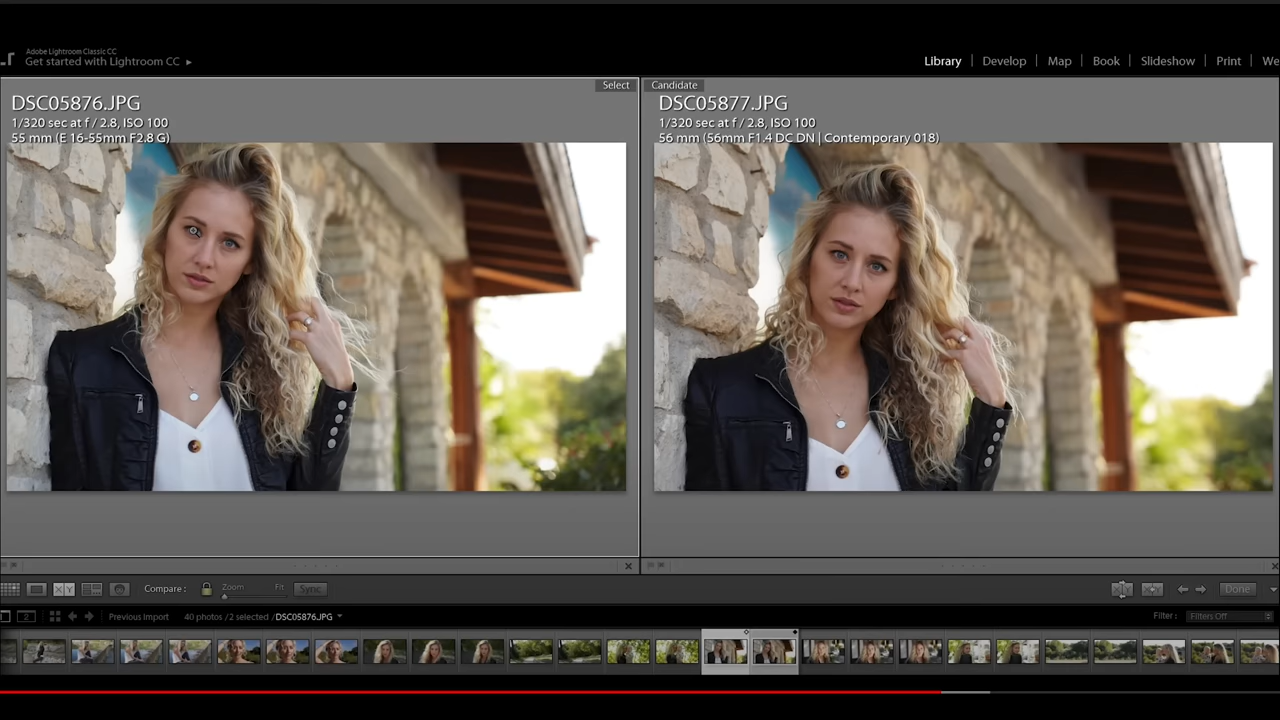 Adobe Lightroom Classic CC
Get started with Lightroom CC
Library | Develop | Map | Book | Slideshow | Print | We
Select
Candidate
DSC05876.JPG
1/320 sec at f / 2.8, ISO 100
55 mm (E 16-55mm F2.8 G)
DSC05877.JPG
1/320 sec at f / 2.8, ISO 100
56 mm (56mm F1.4 DC DN | Contemporary 018)
XY
Compare :
Zoom
Fit
Sync
Done
2
Previous Import
40 photos / 2 selected / DSC05876.JPG
Filter :
Filters Off